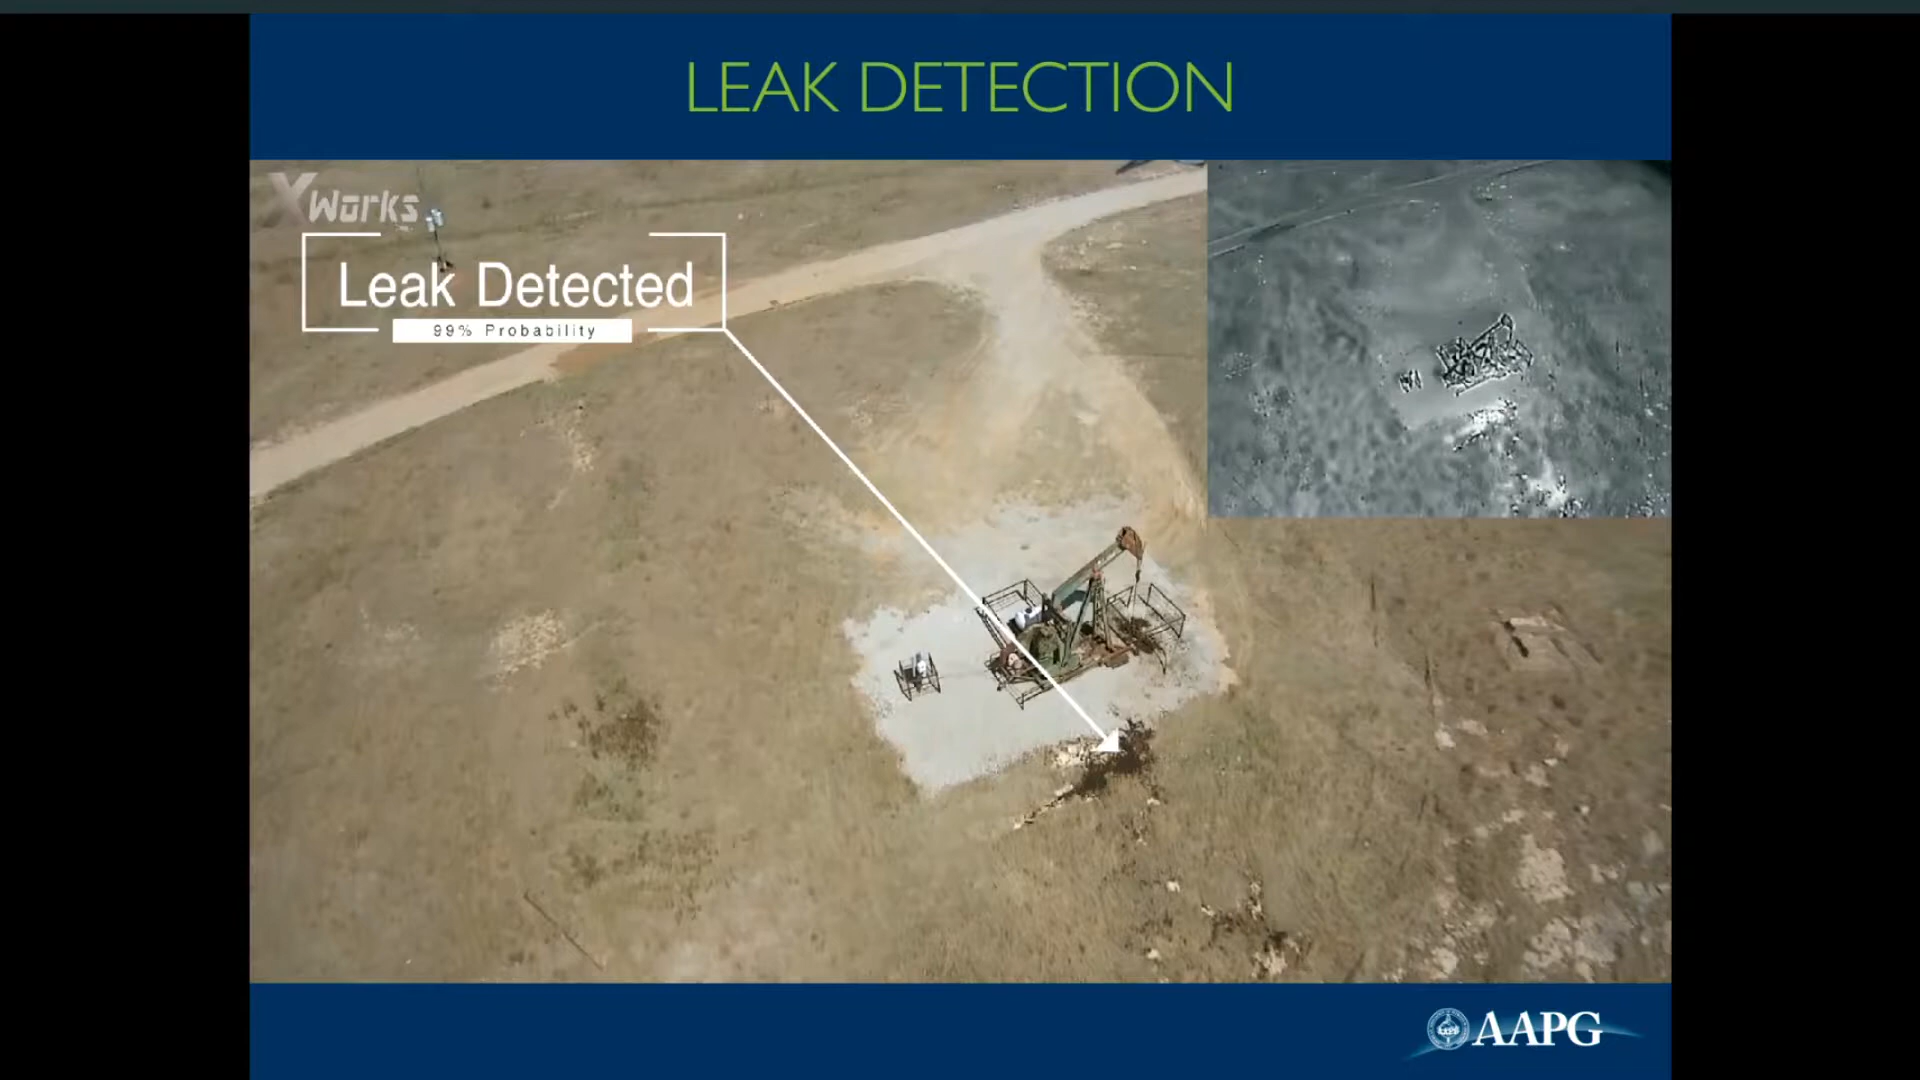 LEAK DETECTION
XWorks
Leak Detected
99% Probability
AAPG